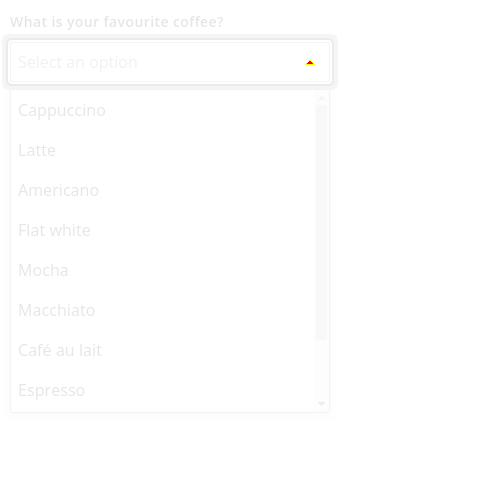 What is your favourite coffee?
Select an option
Cappuccino
Latte
Americano
Flat white
Mocha
Macchiato
Café au lait
Espresso